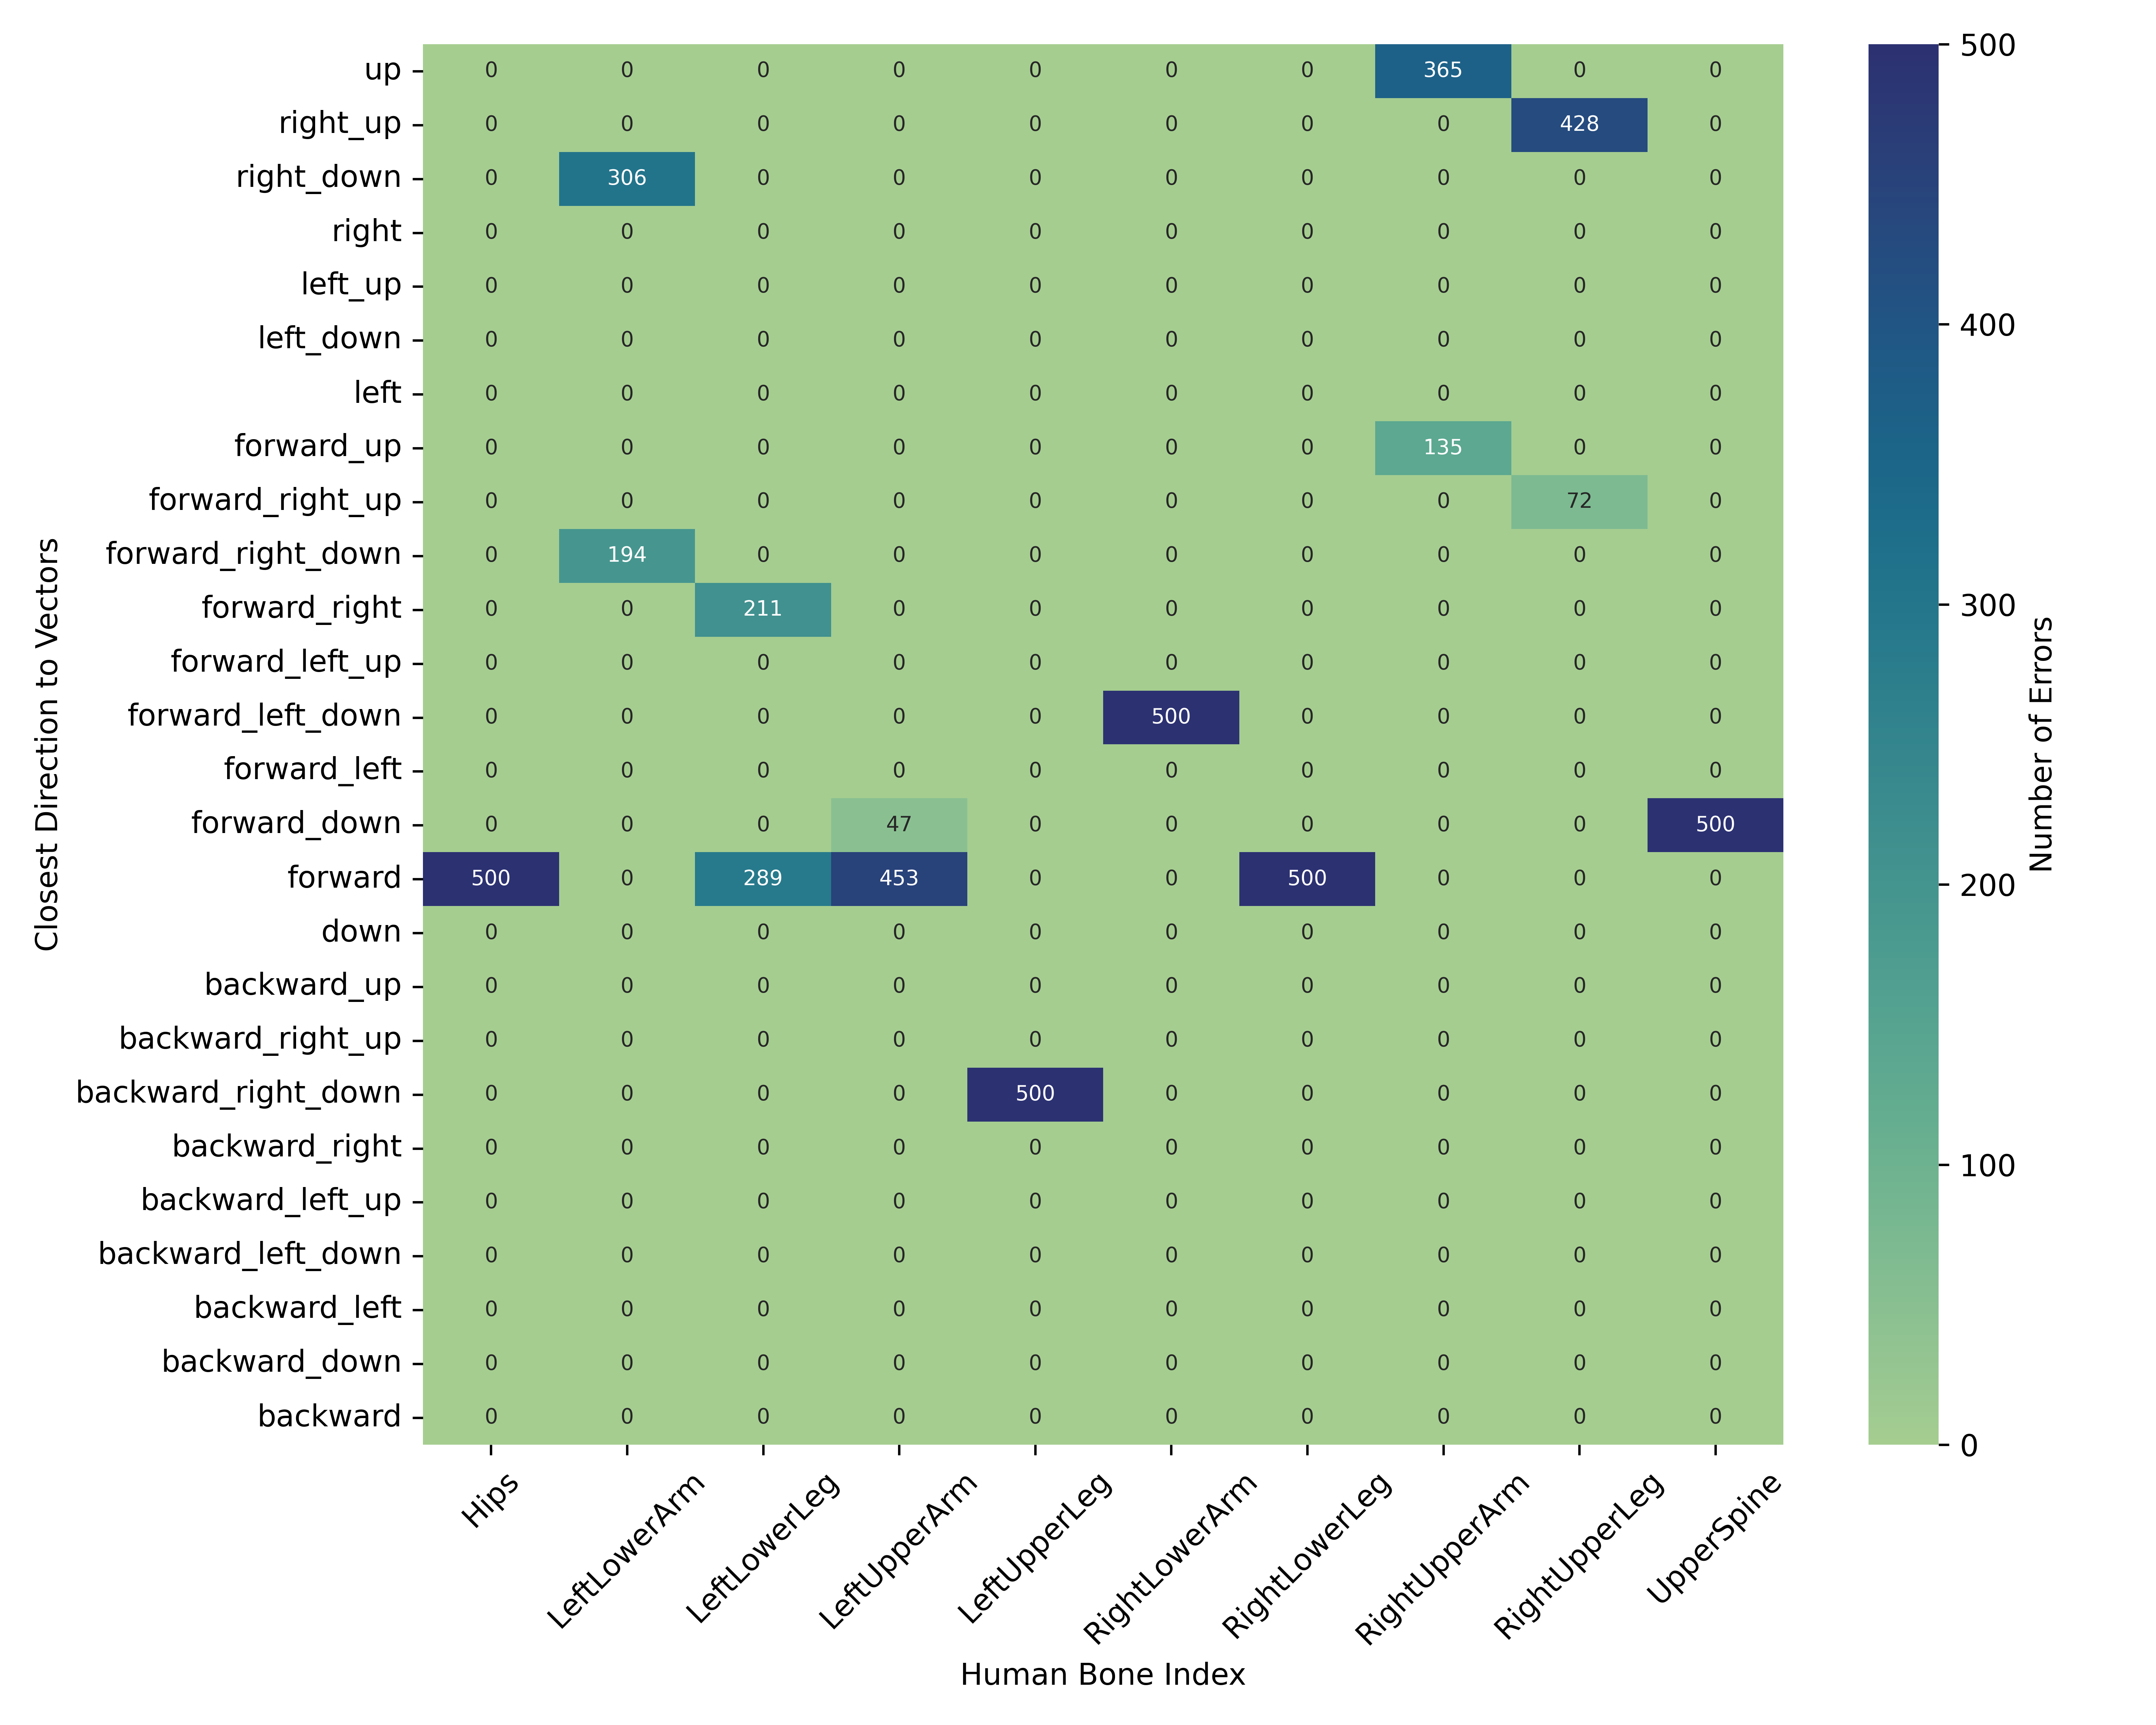 up 0 0 0 0 0 0 0 365 0 0
right_up 0 0 0 0 0 0 0 0 428 0
right_down 0 306 0 0 0 0 0 0 0 0
right 0 0 0 0 0 0 0 0 0 0
left_up 0 0 0 0 0 0 0 0 0 0
left_down 0 0 0 0 0 0 0 0 0 0
left 0 0 0 0 0 0 0 0 0 0
forward_up 0 0 0 0 0 0 0 135 0 0
forward_right_up 0 0 0 0 0 0 0 0 72 0
forward_right_down 0 194 0 0 0 0 0 0 0 0
forward_right 0 0 211 0 0 0 0 0 0 0
forward_left_up 0 0 0 0 0 0 0 0 0 0
forward_left_down 0 0 0 0 0 500 0 0 0 0
forward_left 0 0 0 0 0 0 0 0 0 0
forward_down 0 0 0 47 0 0 0 0 0 500
forward 500 0 289 453 0 0 500 0 0 0
down 0 0 0 0 0 0 0 0 0 0
backward_up 0 0 0 0 0 0 0 0 0 0
backward_right_up 0 0 0 0 0 0 0 0 0 0
backward_right_down 0 0 0 0 500 0 0 0 0 0
backward_right 0 0 0 0 0 0 0 0 0 0
backward_left_up 0 0 0 0 0 0 0 0 0 0
backward_left_down 0 0 0 0 0 0 0 0 0 0
backward_left 0 0 0 0 0 0 0 0 0 0
backward_down 0 0 0 0 0 0 0 0 0 0
backward 0 0 0 0 0 0 0 0 0 0
Hips LeftLowerArm LeftLowerLeg LeftUpperArm LeftUpperLeg RightLowerArm RightLowerLeg RightUpperArm RightUpperLeg UpperSpine
Human Bone Index
Closest Direction to Vectors
500
400
300
200
100
0
Number of Errors